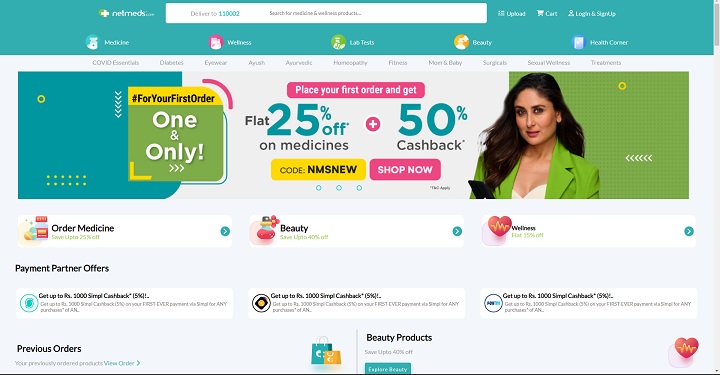 netmeds.com
Deliver to 110002
Search for medicine & wellness products...
Upload
Cart
Login & SignUp
Medicine
Wellness
Lab Tests
Beauty
Health Corner
COVID Essentials
Diabetes
Eyewear
Ayush
Ayurvedic
Homeopathy
Fitness
Mom & Baby
Surgicals
Sexual Wellness
Treatments
#ForYourFirstOrder
One
&
Only!
Place your first order and get
Flat 25% off*
on medicines
+
50%
Cashback*
CODE: NMSNEW
SHOP NOW
*T&C Apply
Order Medicine
Save Upto 25% off
Beauty
Save Upto 40% off
Wellness
Flat 15% off
Payment Partner Offers
Get up to Rs. 1000 Simpl Cashback* (5%)!..
Get up to Rs. 1000 Simpl Cashback (5%) on your FIRST-EVER payment via Simpl for ANY
purchases* of AN..
Get up to Rs. 1000 Simpl Cashback* (5%)!..
Get up to Rs. 1000 Simpl Cashback (5%) on your FIRST-EVER payment via Simpl for ANY
purchases* of AN..
paytm
Get up to Rs. 1000 Simpl Cashback* (5%)!..
Get up to Rs. 1000 Simpl Cashback (5%) on your FIRST-EVER payment via Simpl for ANY
purchases* of AN..
Previous Orders
Your previously ordered products View Order
Beauty Products
Save Upto 40% off
Explore Beauty